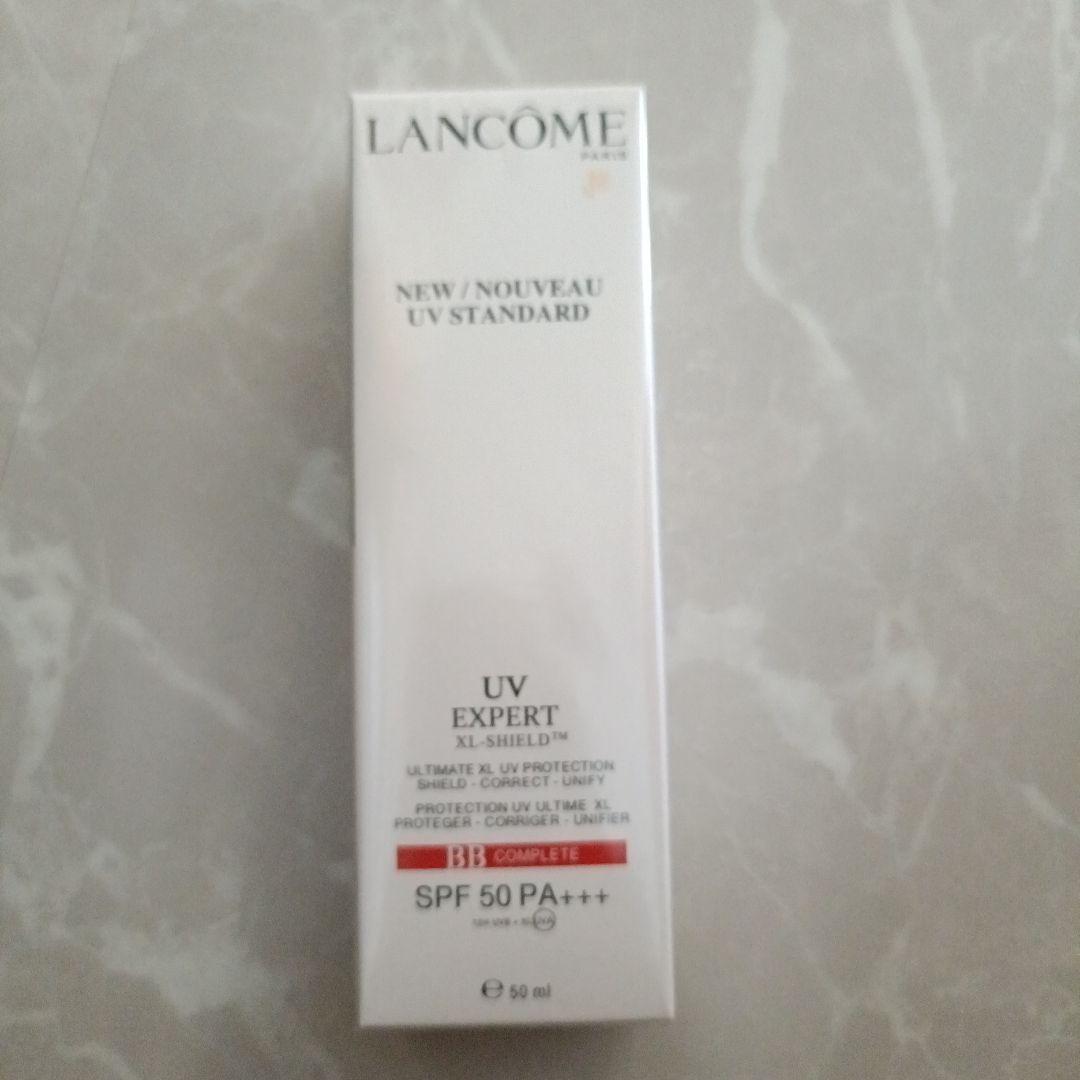 LANCÔME
PARIS
NEW / NOUVEAU
UV STANDARD
UV
EXPERT
XL-SHIELD™
ULTIMATE XL UV PROTECTION
SHIELD - CORRECT - UNIFY
PROTECTION UV ULTIME XL
PROTEGER - CORRIGER - UNIFIER
BB COMPLETE
SPF 50 PA+++
UVA
℮ 50 ml